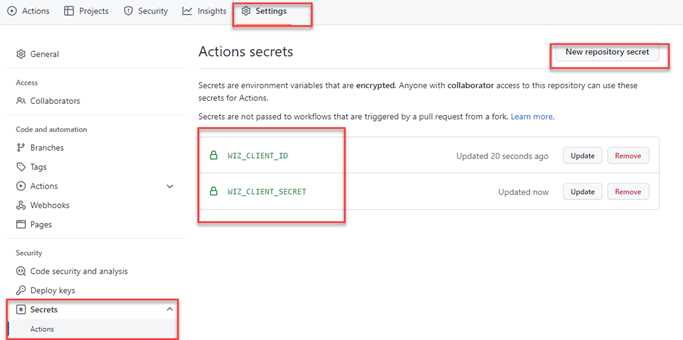 Actions Projects Security Insights Settings
General
Access
Collaborators
Code and automation
Branches
Tags
Actions
Webhooks
Pages
Security
Code security and analysis
Deploy keys
Secrets
Actions
Actions secrets
New repository secret
Secrets are environment variables that are encrypted. Anyone with collaborator access to this repository can use these
secrets for Actions.
Secrets are not passed to workflows that are triggered by a pull request from a fork. Learn more.
WIZ_CLIENT_ID Updated 20 seconds ago Update Remove
WIZ_CLIENT_SECRET Updated now Update Remove